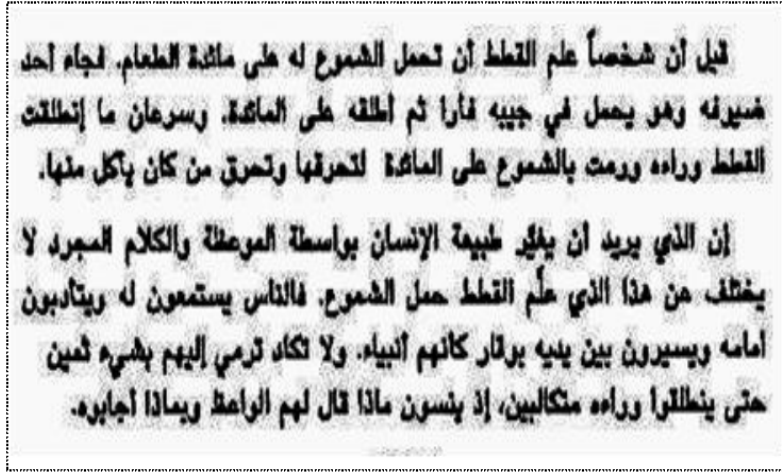 قيل أن شخصاً علم القطط أن تحمل الشموع له على مائدة الطعام. فجاء أحد
ضيوفه وهو يحمل في جيبه فأرا ثم أطلقه على المائدة. وسرعان ما إنطلقت
القطط وراءه ورمت بالشموع على المائدة لتحرقها وتحرق من كان يأكل منها.
إن الذي يريد أن يغيّر طبيعة الإنسان بواسطة الموعظة والكلام المجرد لا
يختلف عن هذا الذي علّم القطط حمل الشموع. فالناس يستمعون له ويتأدبون
أمامه ويسيرون بين يديه بوقار كأنهم أنبياء. ولا تكاد ترمي إليهم بشيء ثمين
حتى ينطلقوا وراءه متكالبين، إذ ينسون ماذا قال لهم الواعظ وبماذا أجابوه.